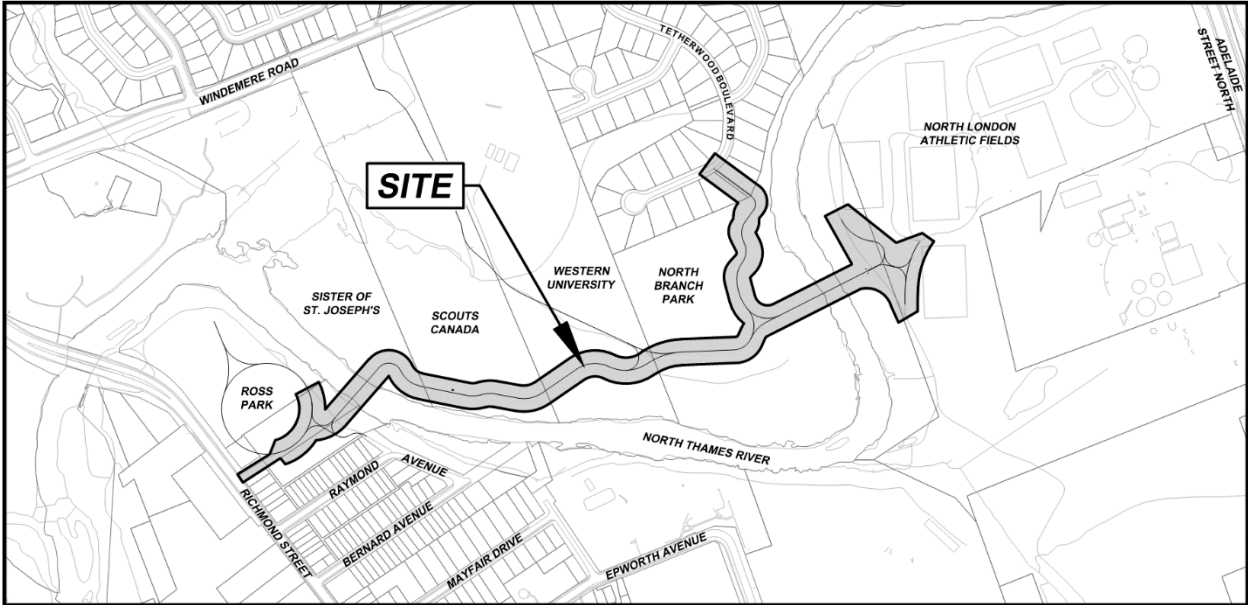 WINDEMERE ROAD
TETHERWOOD BOULEVARD
ADELAIDE
STREET NORTH
NORTH LONDON
ATHLETIC FIELDS
SITE
WESTERN
UNIVERSITY
NORTH
BRANCH
PARK
SISTER OF
ST. JOSEPH'S
SCOUTS
CANADA
ROSS
PARK
NORTH THAMES RIVER
RICHMOND STREET
RAYMOND AVENUE
BERNARD AVENUE
MAYFAIR DRIVE
EPWORTH AVENUE